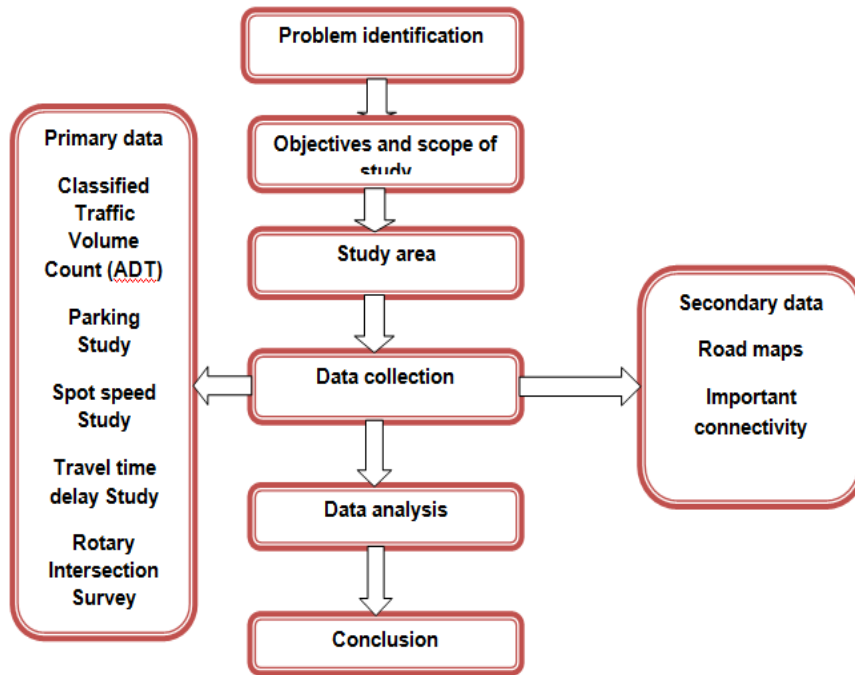 Problem identification
Objectives and scope of
study
Study area
Data collection
Data analysis
Conclusion
Primary data
Classified
Traffic
Volume
Count (ADT)
Parking
Study
Spot speed
Study
Travel time
delay Study
Rotary
Intersection
Survey
Secondary data
Road maps
Important
connectivity